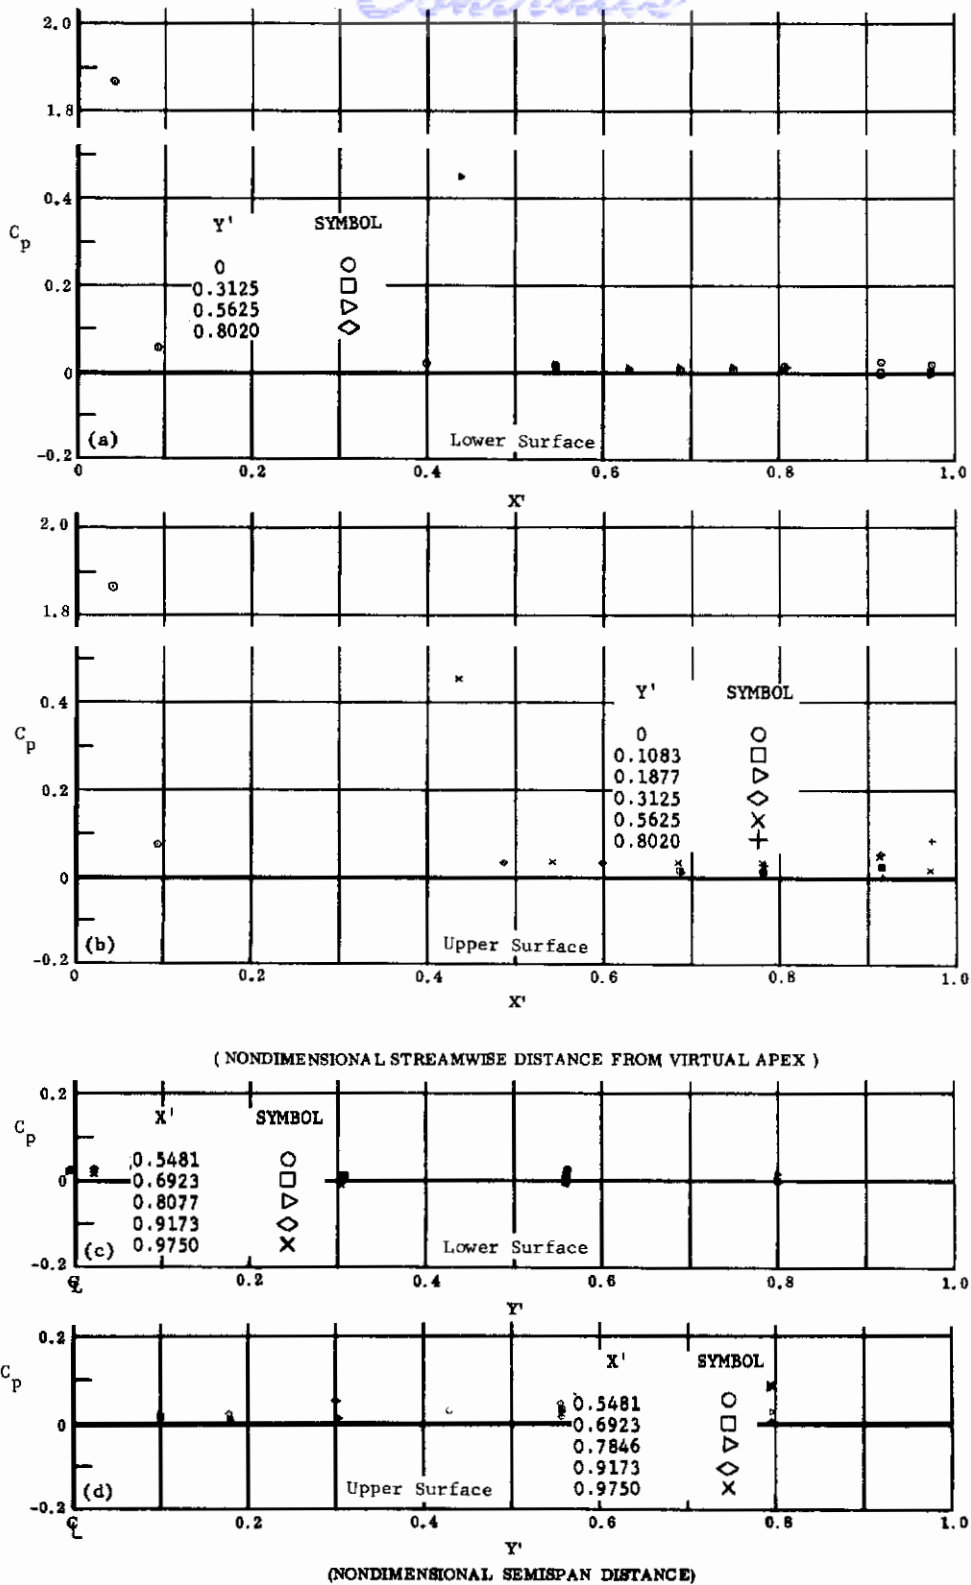 Contrails
2.0
1.8
0.4
Y' SYMBOL
C_p
0
0.3125
0.2
0.5625
0.8020
0
(a)
Lower Surface
-0.2
0 0.2 0.4 0.6 0.8 1.0
X'
2.0
1.8
Y' SYMBOL
0.4
C_p
0
0.1083
0.1877
0.2
0.3125
0.5625
0.8020
0
(b)
Upper Surface
-0.2
0 0.2 0.4 0.6 0.8 1.0
X'
( NONDIMENSIONAL STREAMWISE DISTANCE FROM VIRTUAL APEX )
0.2
X' SYMBOL
C_p
0.5481
0
0.6923
0.8077
0.9173
(c) 0.9750
Lower Surface
-0.2
℄ 0.2 0.4 0.6 0.8 1.0
Y'
0.2
X' SYMBOL
C_p
0.5481
0
0.6923
0.7846
0.9173
(d)
Upper Surface
0.9750
-0.2
℄ 0.2 0.4 0.6 0.8 1.0
Y'
(NONDIMENSIONAL SEMISPAN DISTANCE)